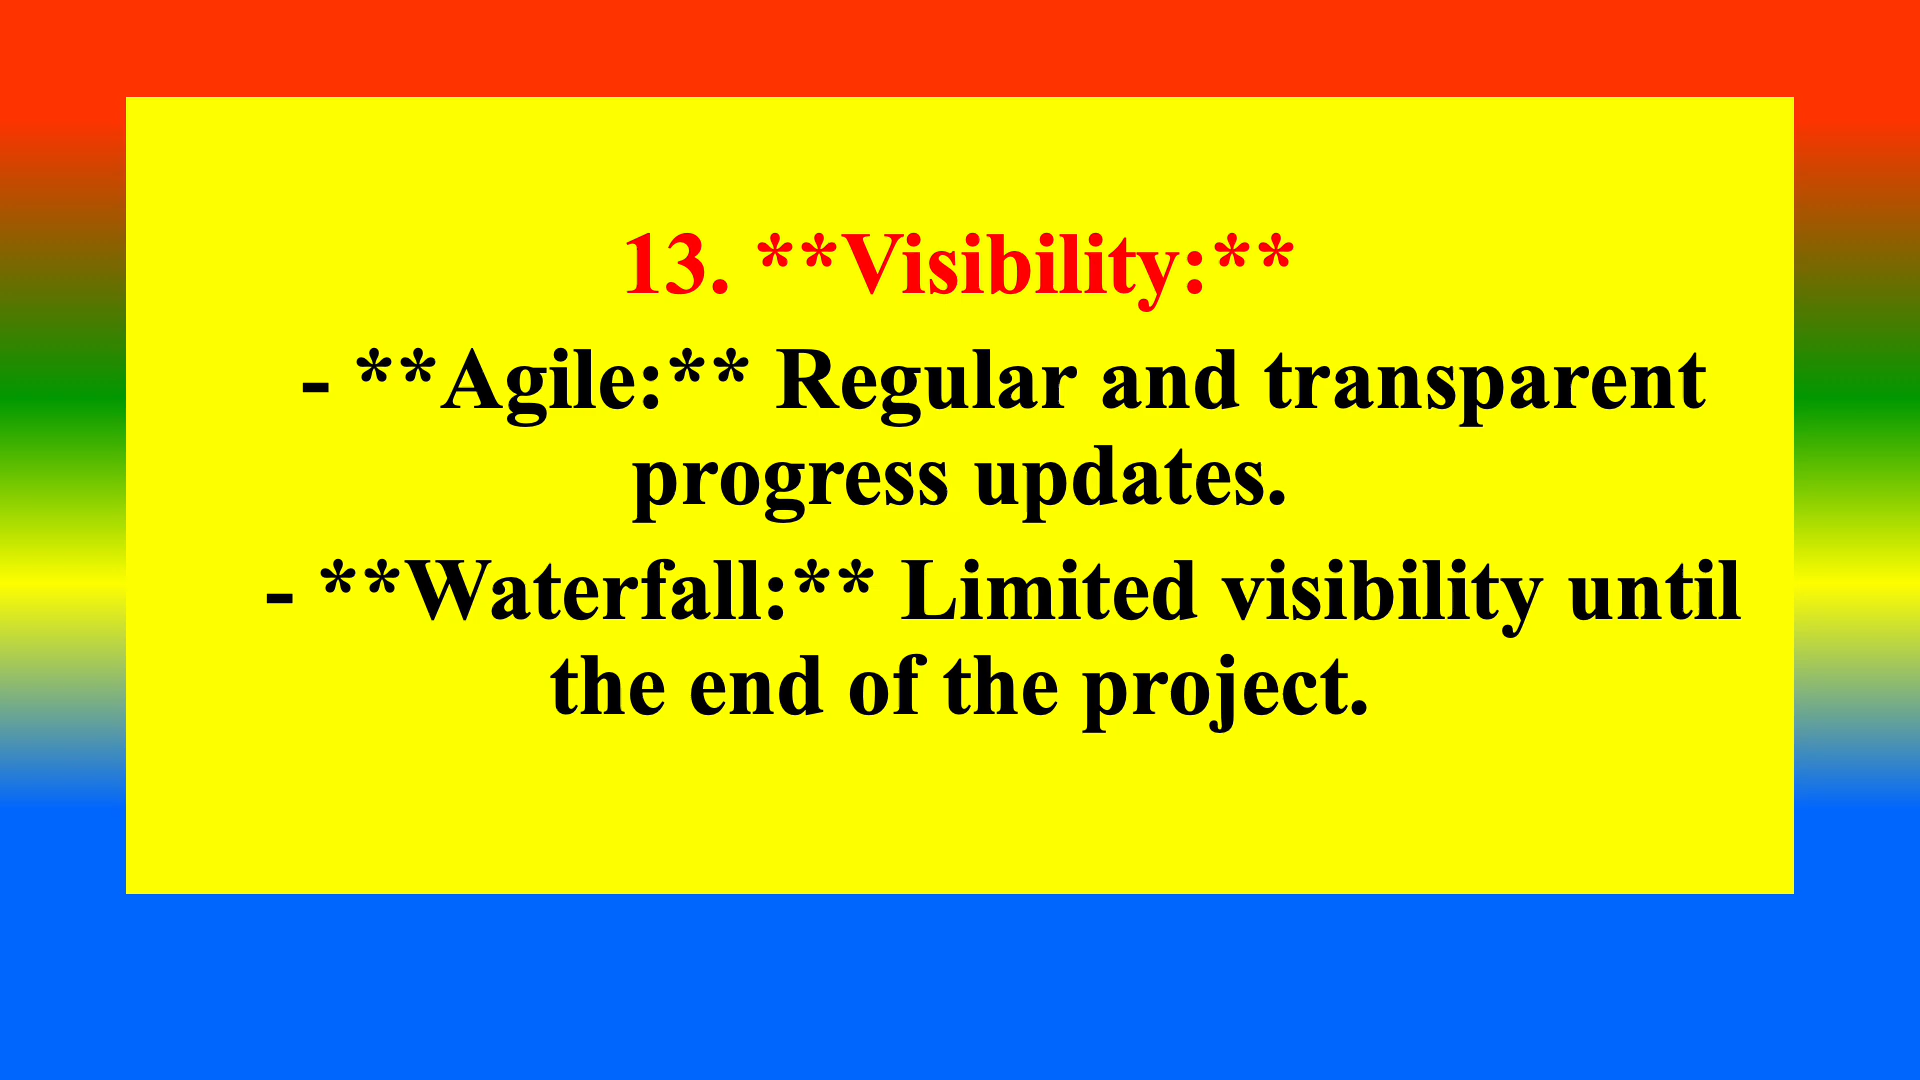 13. **Visibility:**
- **Agile:** Regular and transparent
progress updates.
- **Waterfall:** Limited visibility until
the end of the project.